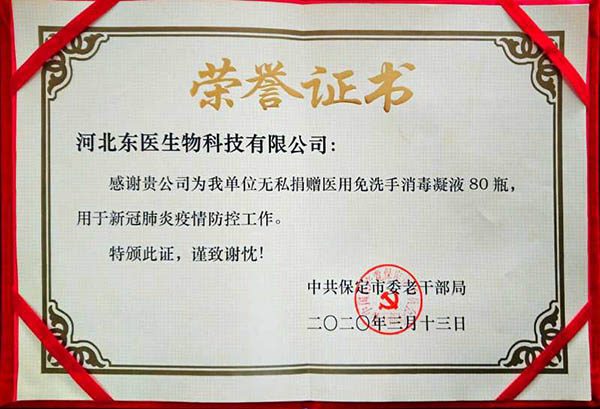 荣誉证书
河北东医生物科技有限公司：
感谢贵公司为我单位无私捐赠医用免洗手消毒凝液80瓶，
用于新冠肺炎疫情防控工作。
特颁此证，谨致谢忱！
中共保定市委老干部局
二〇二〇年三月十三日